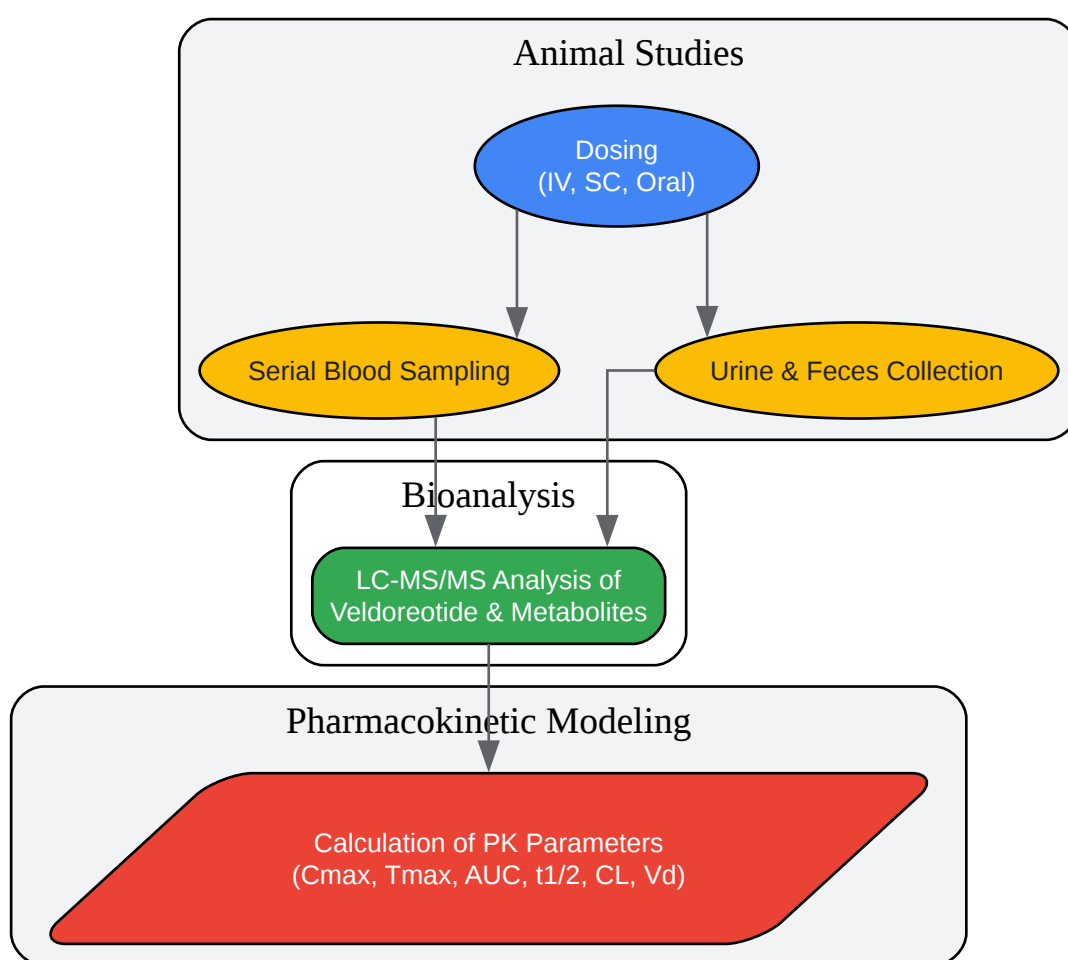 Animal Studies
Dosing
(IV, SC, Oral)
Serial Blood Sampling
Urine & Feces Collection
Bioanalysis
LC-MS/MS Analysis of
Veldoreotide & Metabolites
Pharmacokinetic Modeling
Calculation of PK Parameters
(Cmax, Tmax, AUC, t1/2, CL, Vd)